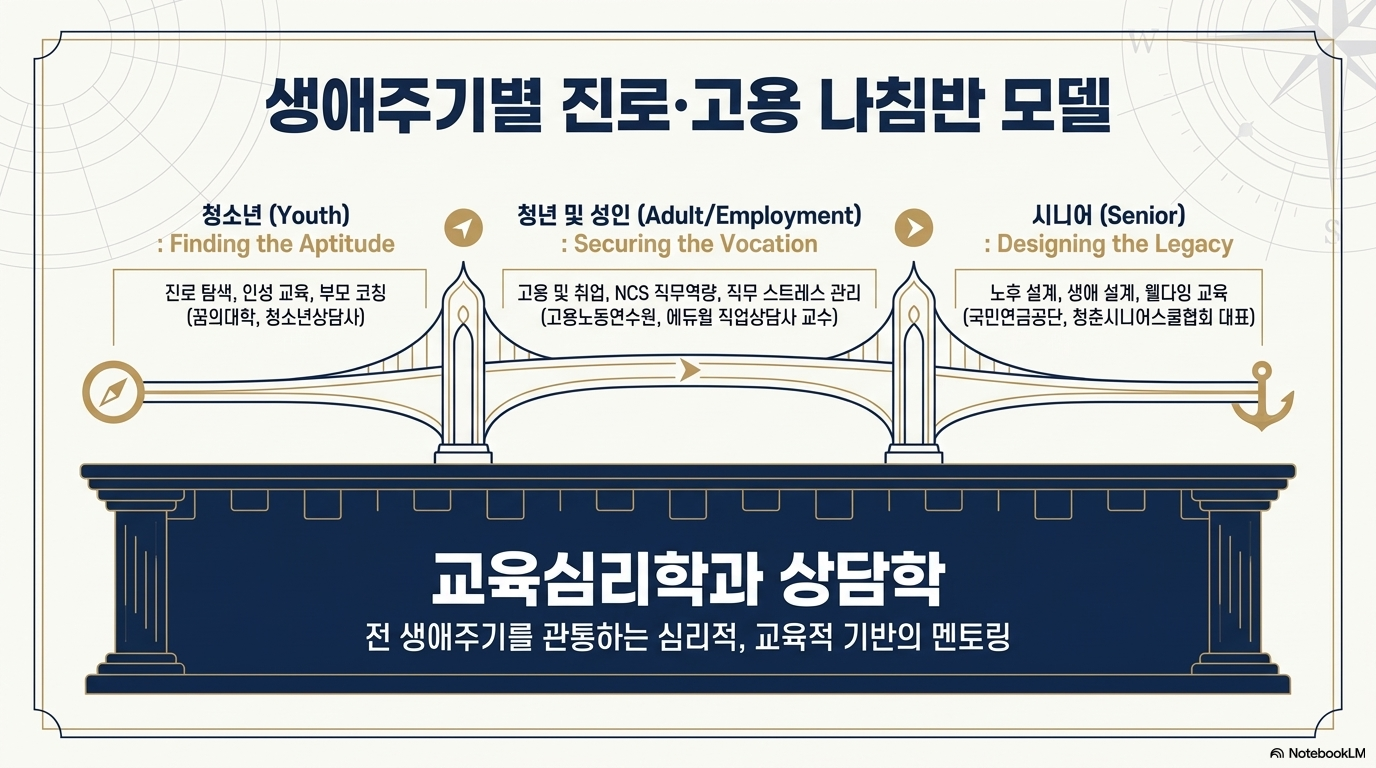 생애주기별 진로·고용 나침반 모델
W
S
청소년 (Youth)
: Finding the Aptitude
진로 탐색, 인성 교육, 부모 코칭
(꿈의대학, 청소년상담사)
청년 및 성인 (Adult/Employment)
: Securing the Vocation
고용 및 취업, NCS 직무역량, 직무 스트레스 관리
(고용노동연수원, 에듀윌 직업상담사 교수)
시니어 (Senior)
: Designing the Legacy
노후 설계, 생애 설계, 웰다잉 교육
(국민연금공단, 청춘시니어스쿨협회 대표)
교육심리학과 상담학
전 생애주기를 관통하는 심리적, 교육적 기반의 멘토링
NotebookLM